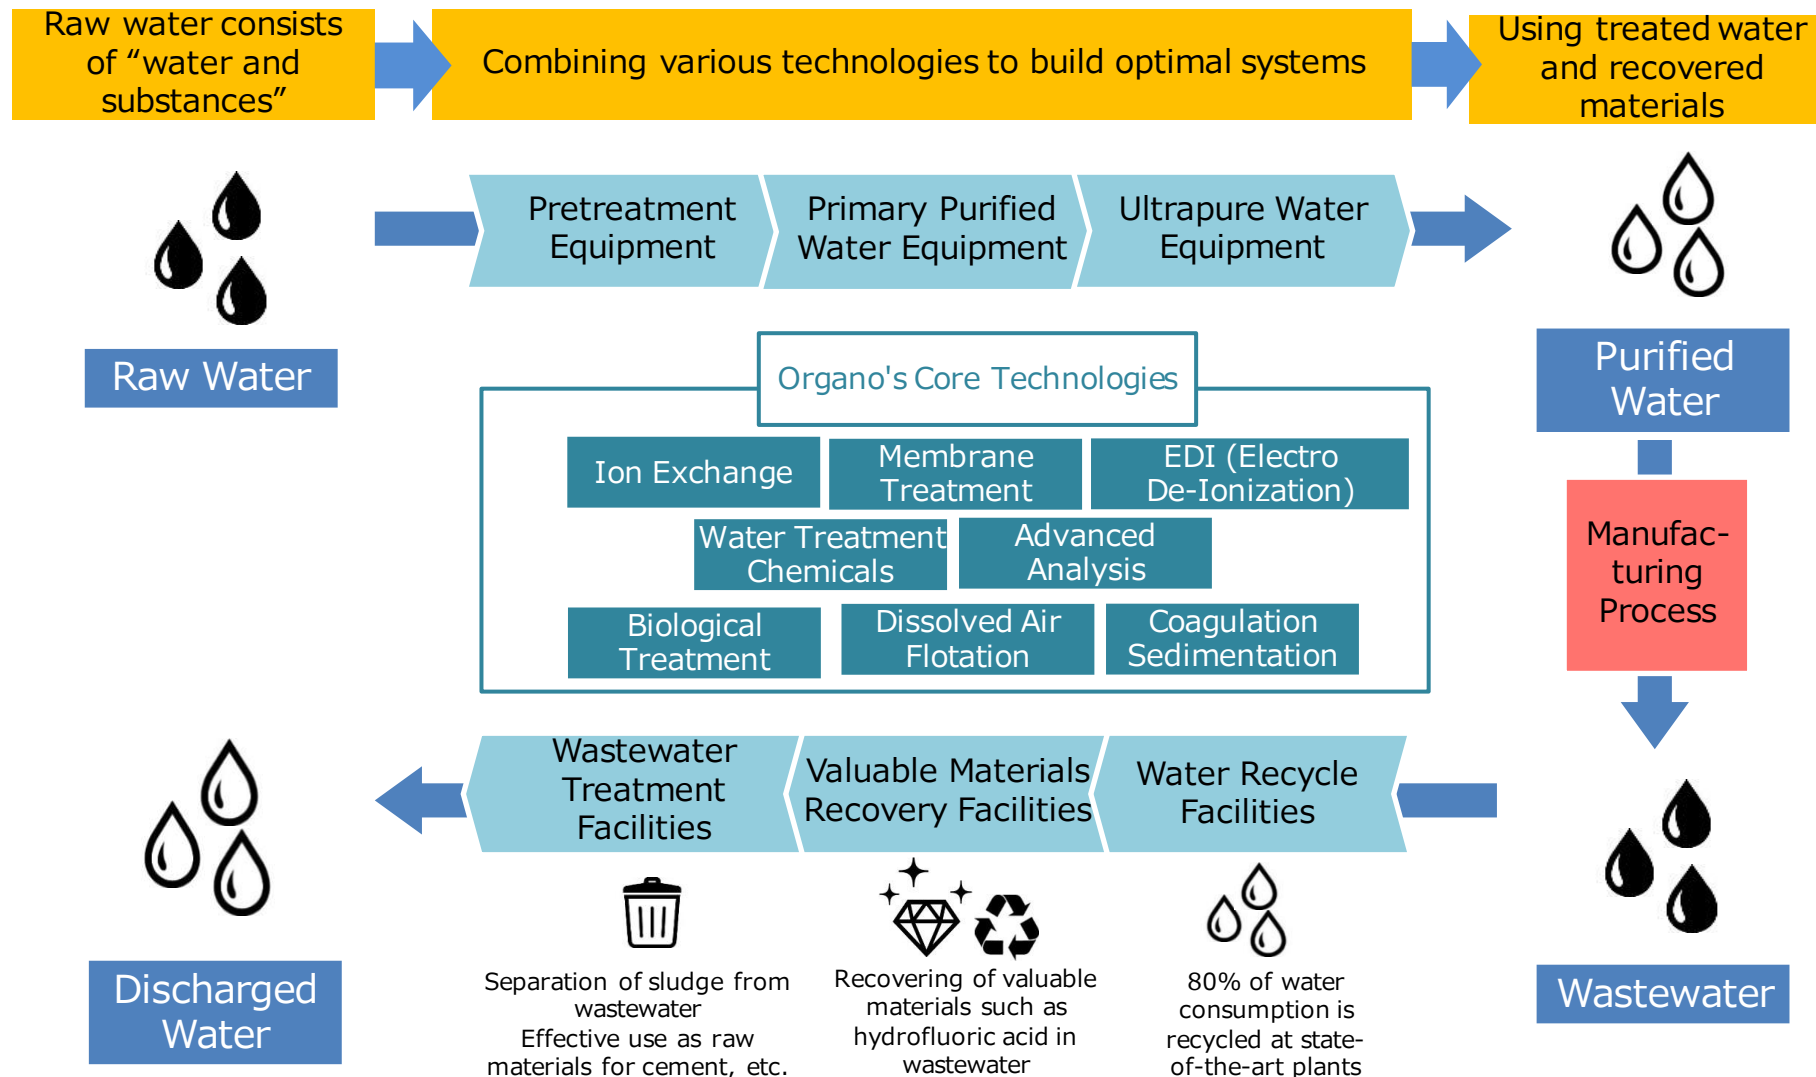 Raw water consists
of “water and
substances”
Combining various technologies to build optimal systems
Using treated water
and recovered
materials
Pretreatment
Equipment
Primary Purified
Water Equipment
Ultrapure Water
Equipment
Raw Water
Purified
Water
Organo's Core Technologies
Ion Exchange
Membrane
Treatment
EDI (Electro
De-Ionization)
Water Treatment
Chemicals
Advanced
Analysis
Biological
Treatment
Dissolved Air
Flotation
Coagulation
Sedimentation
Manufac-
turing
Process
Wastewater
Treatment
Facilities
Valuable Materials
Recovery Facilities
Water Recycle
Facilities
Discharged
Water
Separation of sludge from
wastewater
Effective use as raw
materials for cement, etc.
Recovering of valuable
materials such as
hydrofluoric acid in
wastewater
80% of water
consumption is
recycled at state-
of-the-art plants
Wastewater